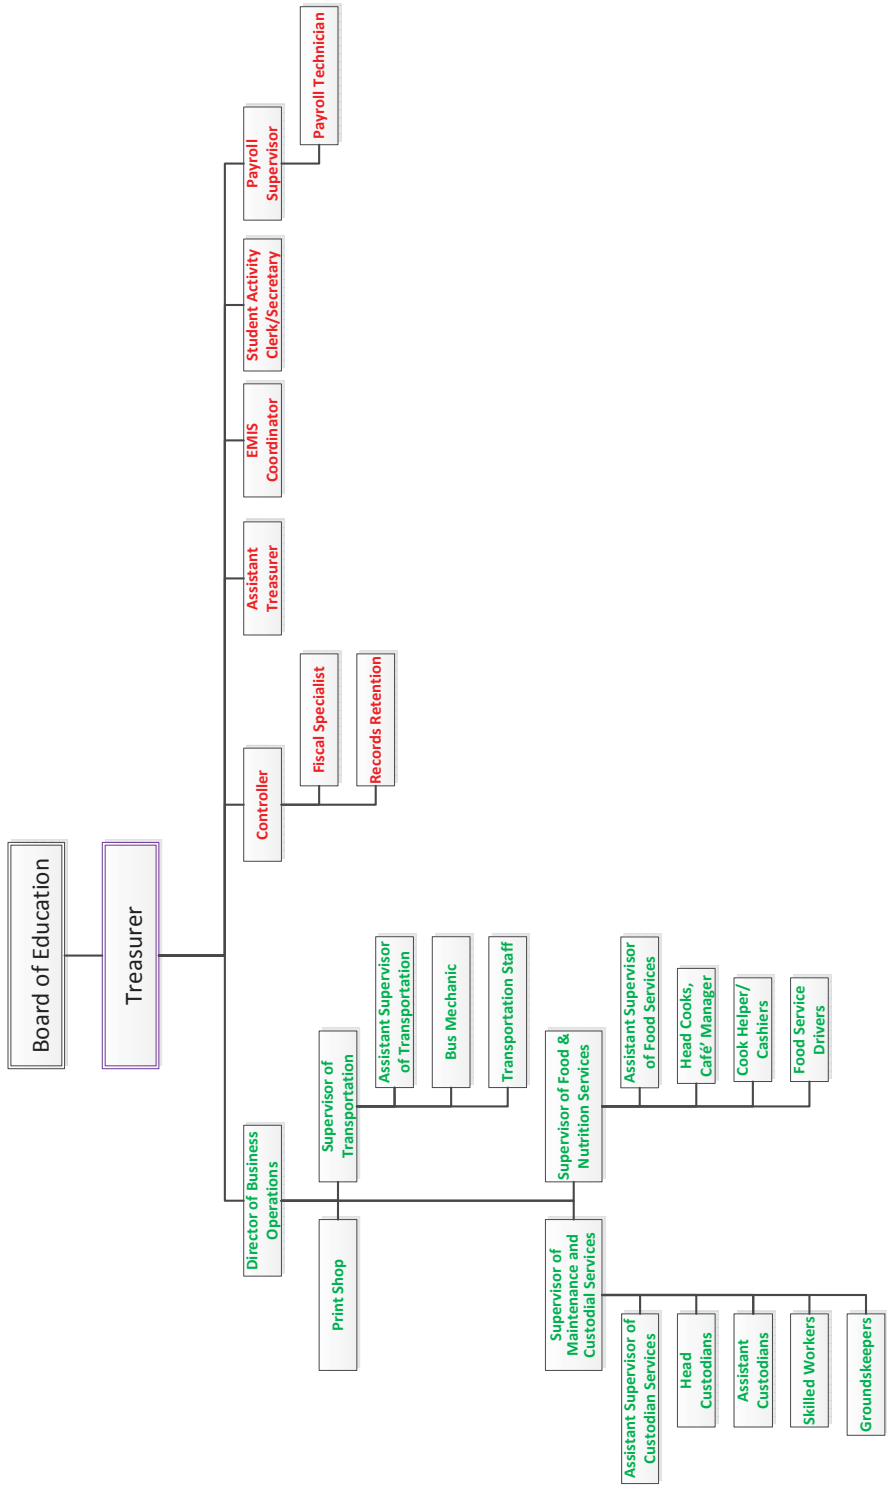 Board of Education
Treasurer
Director of Business
Operations
Controller
Assistant
Treasurer
EMIS
Coordinator
Student Activity
Clerk/Secretary
Payroll
Supervisor
Print Shop
Supervisor of
Transportation
Assistant Supervisor
of Transportation
Bus Mechanic
Transportation Staff
Supervisor of
Maintenance and
Custodial Services
Assistant Supervisor of
Custodian Services
Head
Custodians
Assistant
Custodians
Skilled Workers
Groundskeepers
Supervisor of Food &
Nutrition Services
Assistant Supervisor
of Food Services
Head Cooks,
Café’ Manager
Cook Helper/
Cashiers
Food Service
Drivers
Fiscal Specialist
Records Retention
Payroll Technician